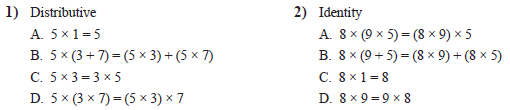 1) Distributive
A. 5 × 1 = 5
B. 5 × (3 + 7) = (5 × 3) + (5 × 7)
C. 5 × 3 = 3 × 5
D. 5 × (3 × 7) = (5 × 3) × 7
2) Identity
A. 8 × (9 × 5) = (8 × 9) × 5
B. 8 × (9 + 5) = (8 × 9) + (8 × 5)
C. 8 × 1 = 8
D. 8 × 9 = 9 × 8